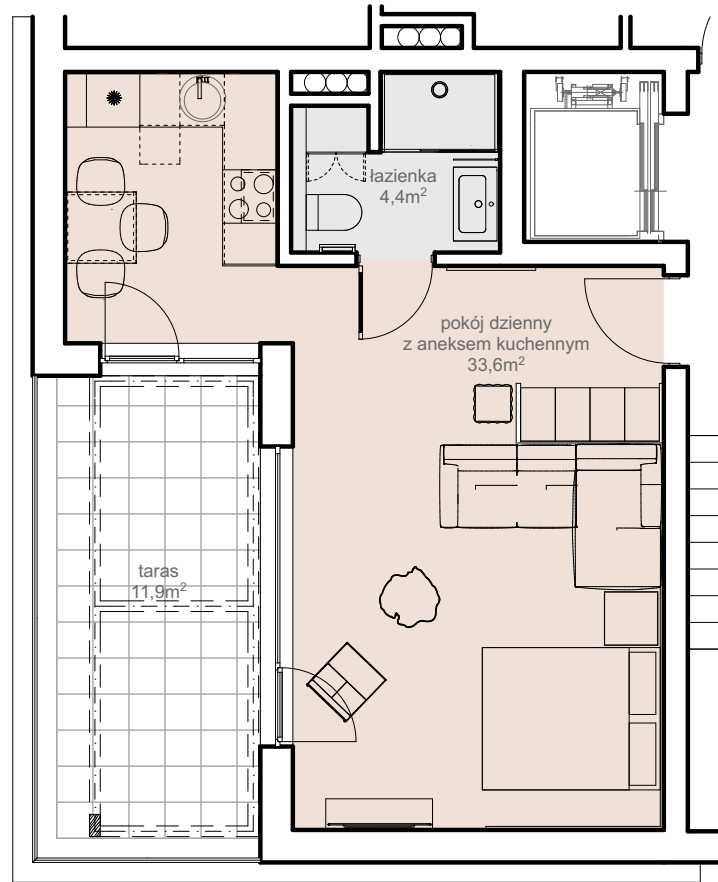 łazienka
4,4m²
pokój dzienny
z aneksem kuchennym
33,6m²
taras
11,9m²